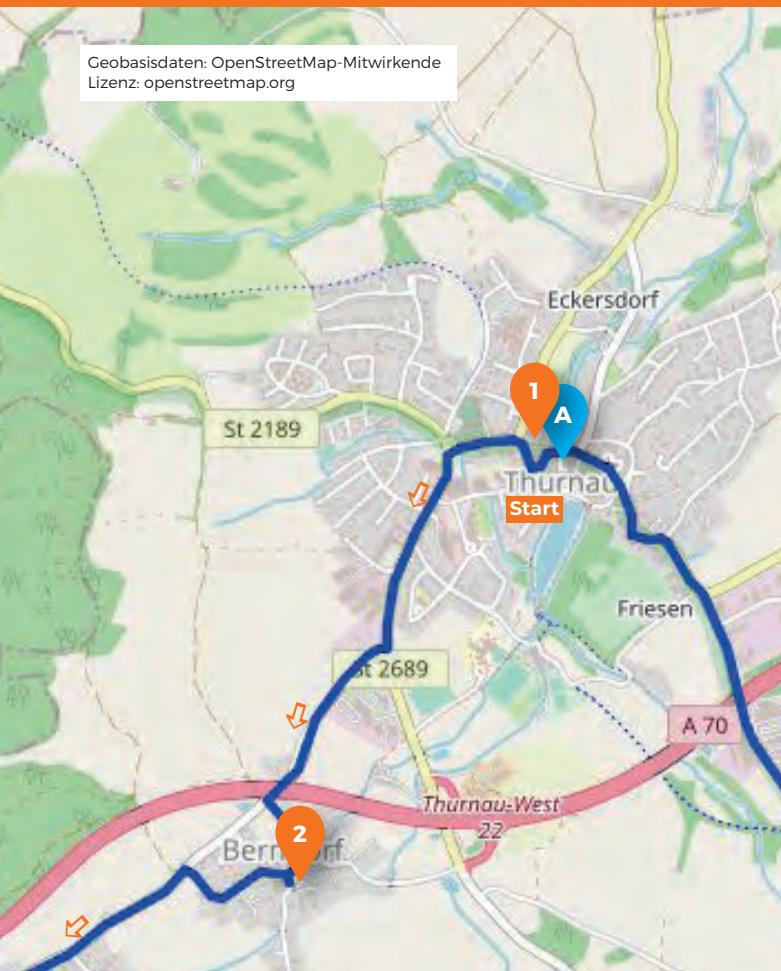 Geobasisdaten: OpenStreetMap-Mitwirkende
Lizenz: openstreetmap.org
Eckersdorf
1
A
St 2189
Thurnau
Start
Friesen
St 2689
A 70
Thurnau-West
22
2
Berndorf